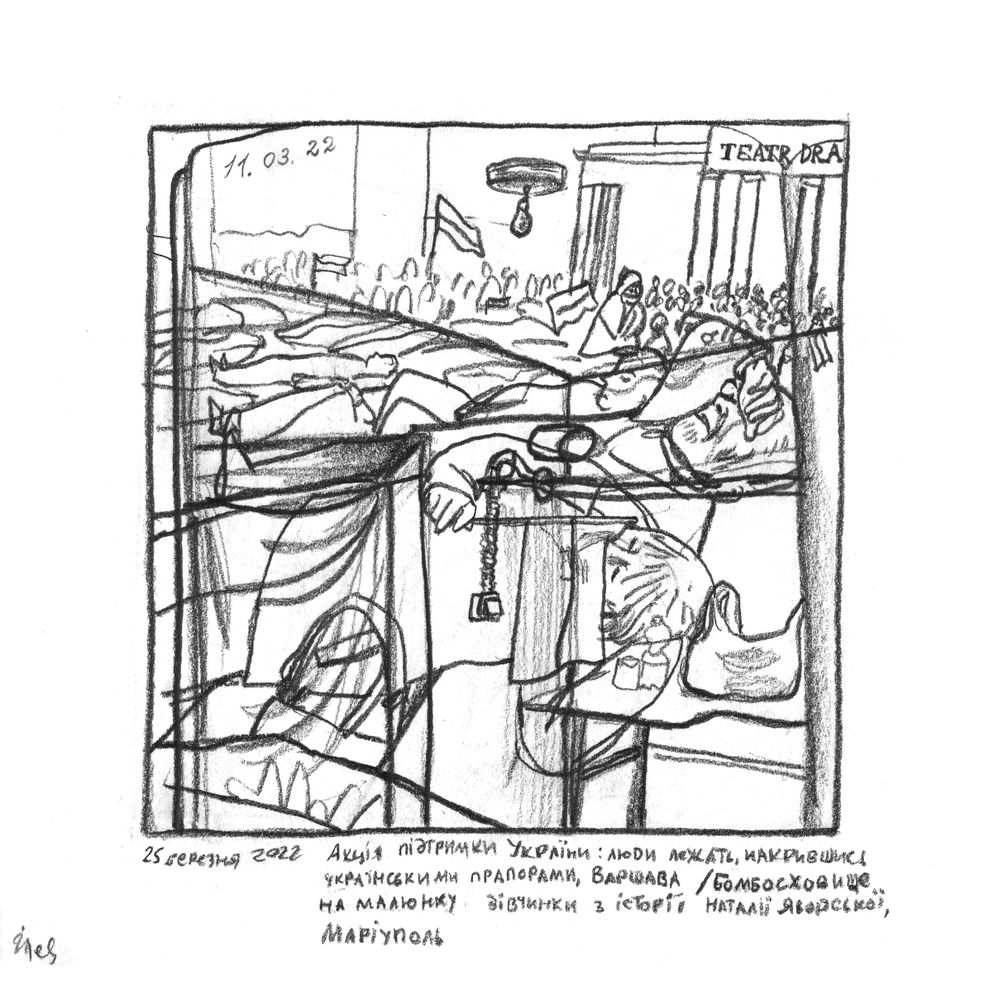 11. 03. 22
TEATR DRA
25 березня 2022
Акція підтримки України: люди лежать, накрившись
українськими прапорами, Варшава / Бомбосховище
на малюнку дівчинки з історії Наталії Яворської,
Маріуполь